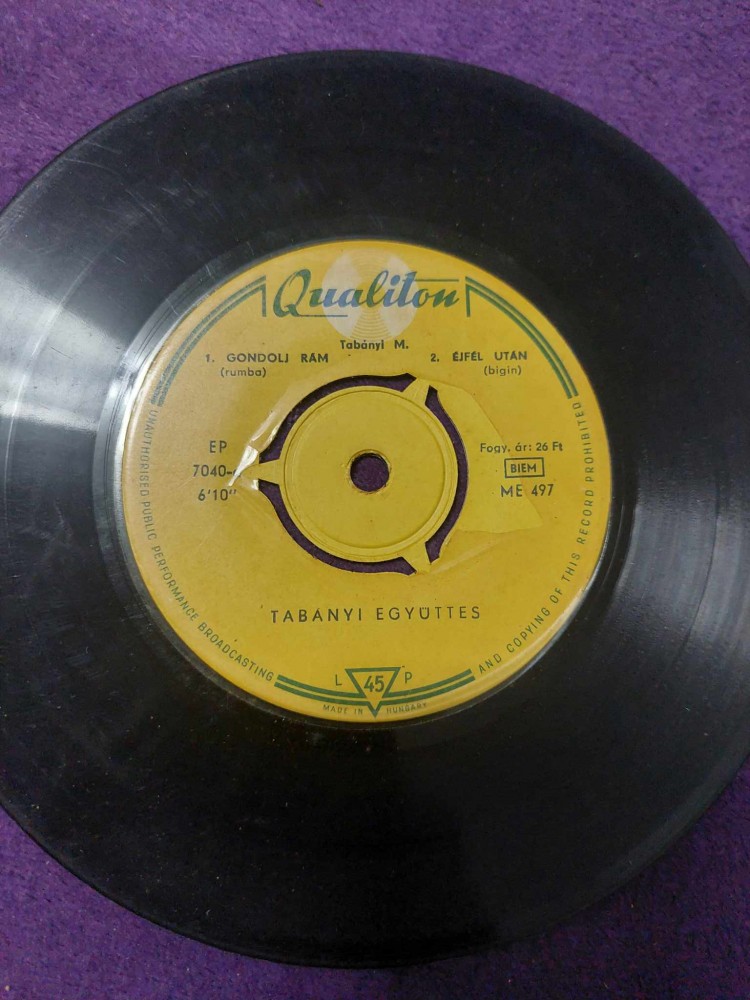 Qualiton
Tabányi M.
1. GONDOLJ RÁM
(rumba)
2. ÉJFÉL UTÁN
(bigin)
EP
7040-
6'10"
Fogy. ár: 26 Ft
BIEM
ME 497
TABÁNYI EGYÜTTES
UNAUTHORISED PUBLIC PERFORMANCE BROADCASTING
AND COPYING OF THIS RECORD PROHIBITED
L 45 P
MADE IN HUNGARY